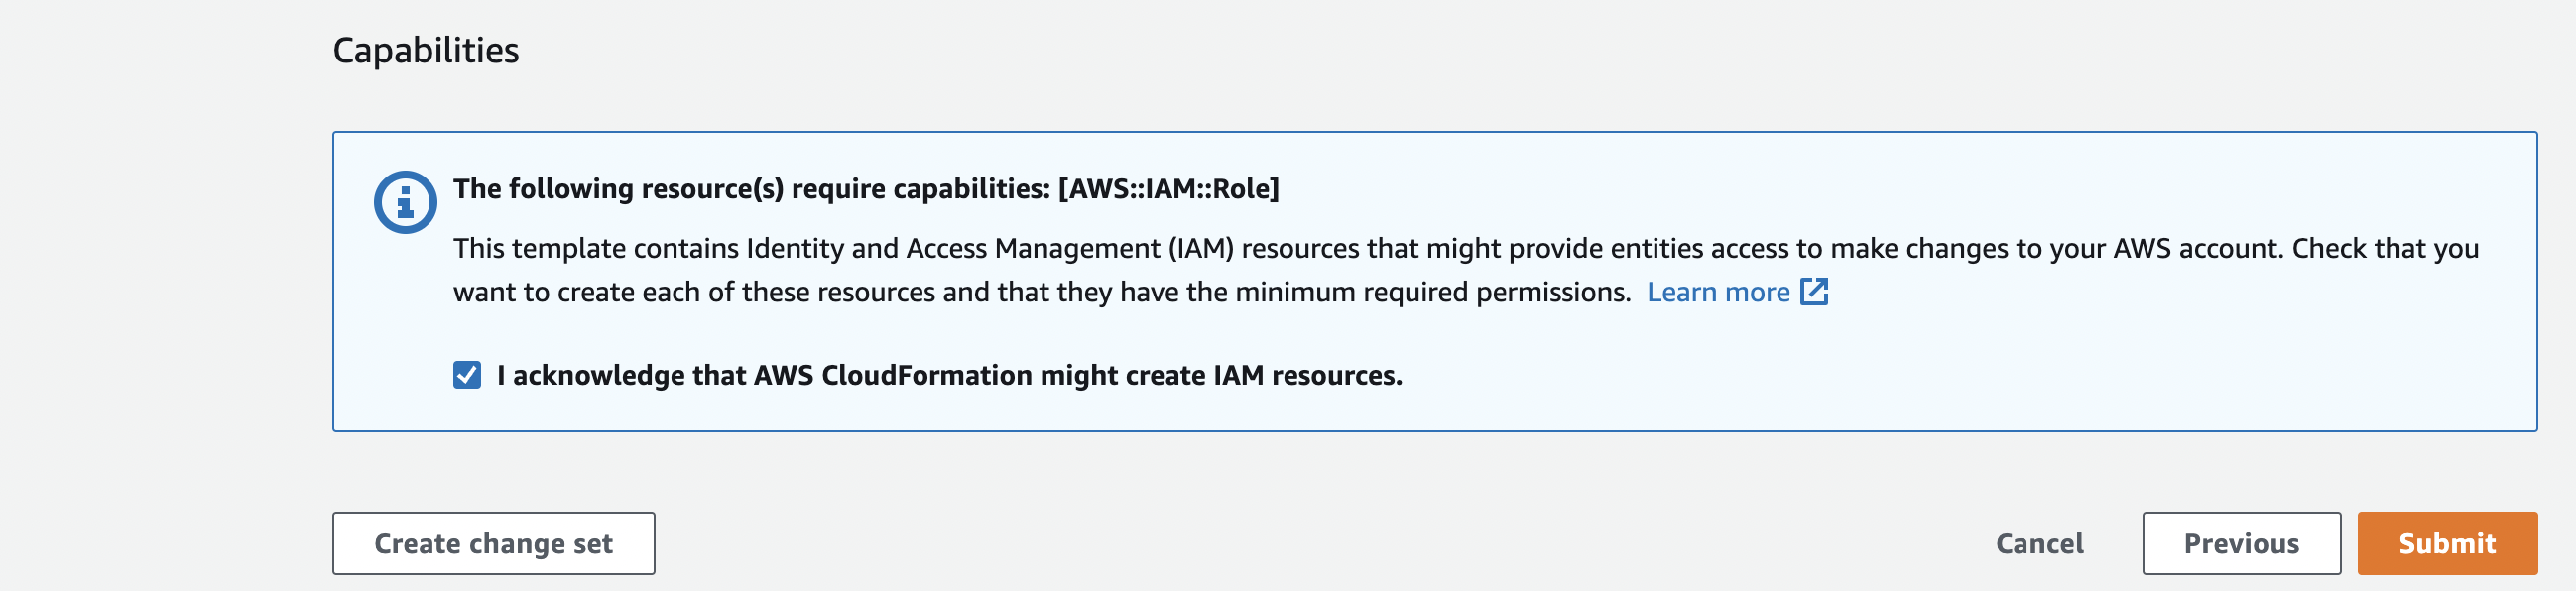 Capabilities
The following resource(s) require capabilities: [AWS::IAM::Role]
This template contains Identity and Access Management (IAM) resources that might provide entities access to make changes to your AWS account. Check that you
want to create each of these resources and that they have the minimum required permissions. Learn more
I acknowledge that AWS CloudFormation might create IAM resources.
Create change set Cancel Previous Submit